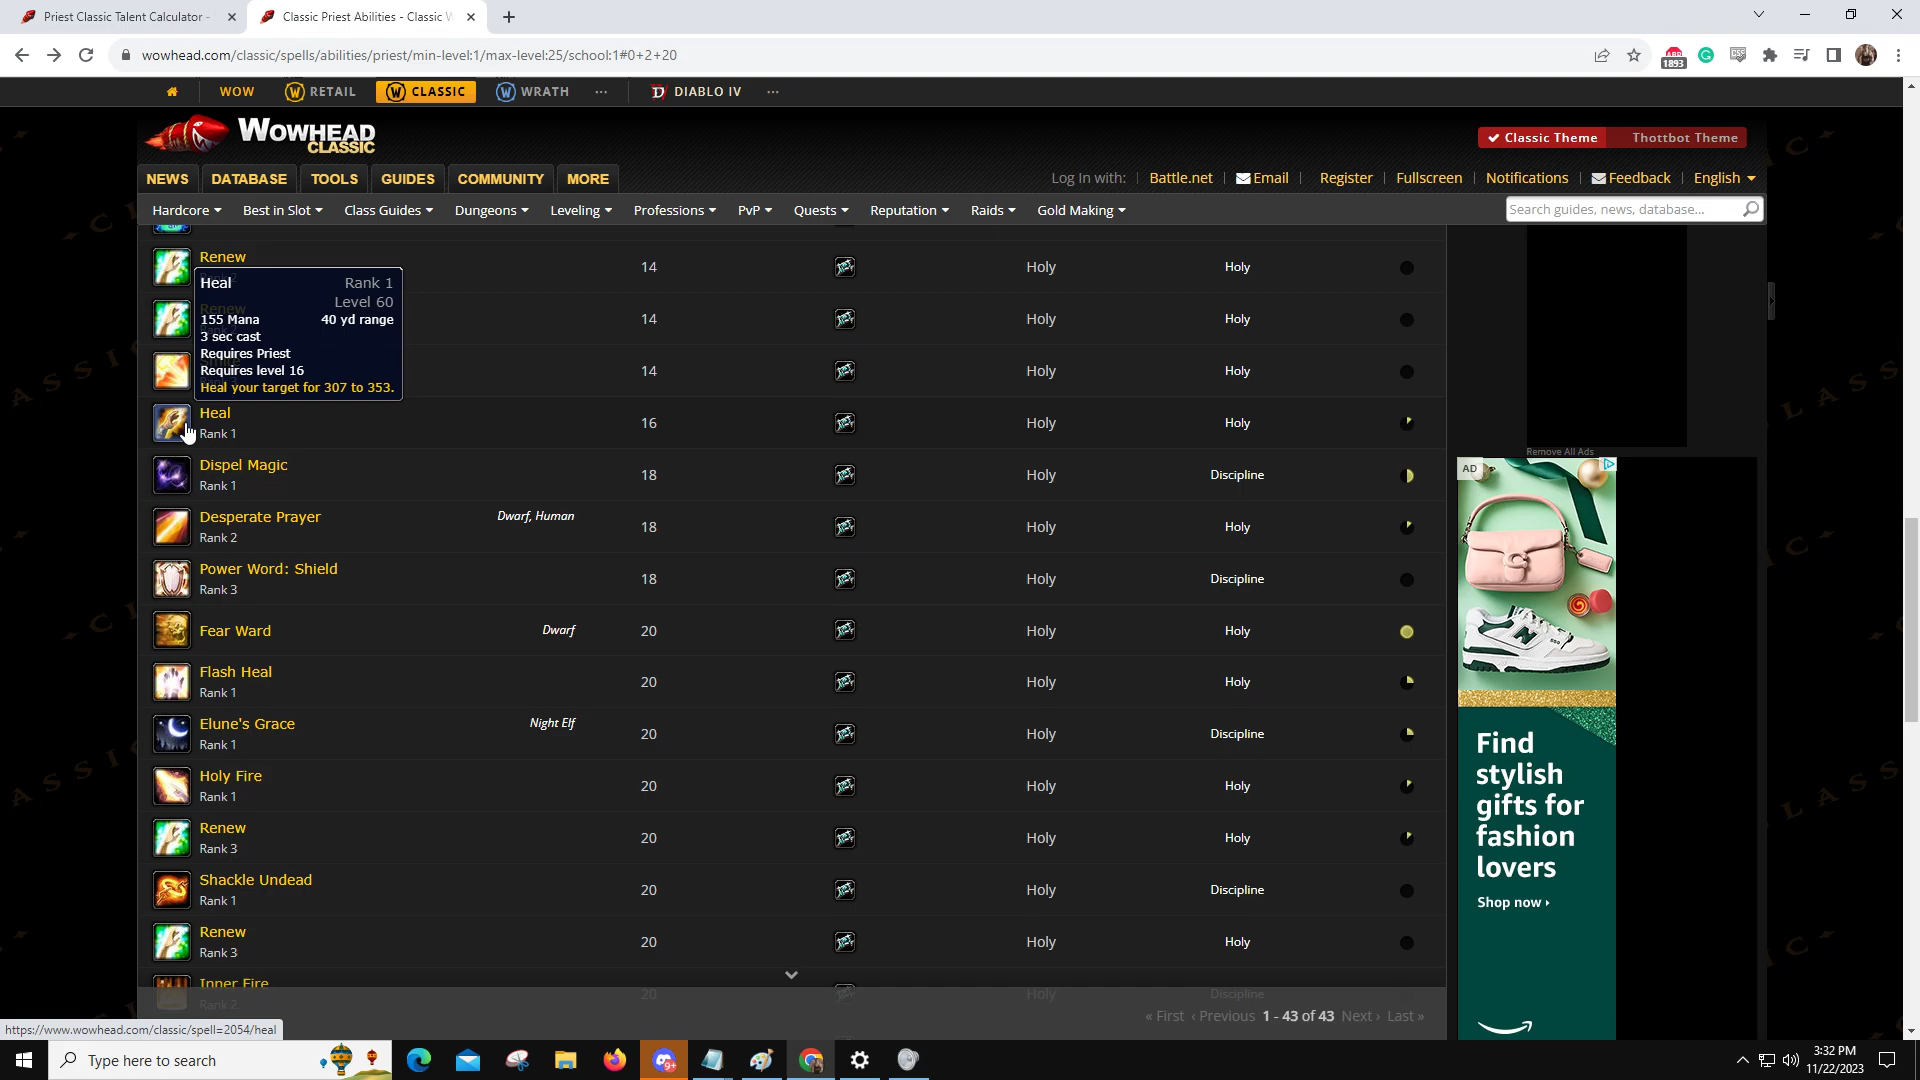 Priest Classic Talent Calculator -
Classic Priest Abilities - Classic W
wowhead.com/classic/spells/abilities/priest/min-level:1/max-level:25/school:1#0+2+20
ABP
1893
WOW
RETAIL
CLASSIC
WRATH
DIABLO IV
WOWHEAD
CLASSIC
Classic Theme
Thottbot Theme
NEWS
DATABASE
TOOLS
GUIDES
COMMUNITY
MORE
Log In with:
Battle.net
Email
Register
Fullscreen
Notifications
Feedback
English
Hardcore
Best in Slot
Class Guides
Dungeons
Leveling
Professions
PvP
Quests
Reputation
Raids
Gold Making
Search guides, news, database...
Renew
14 Holy Holy
Heal Rank 1
Level 60
155 Mana 40 yd range
3 sec cast
Requires Priest
Requires level 16
Heal your target for 307 to 353.
Renew
14 Holy Holy
14 Holy Holy
Heal
Rank 1
16 Holy Holy
Dispel Magic
Rank 1
18 Holy Discipline
Desperate Prayer
Rank 2
Dwarf, Human
18 Holy Holy
Power Word: Shield
Rank 3
18 Holy Discipline
Fear Ward
Dwarf
20 Holy Holy
Flash Heal
Rank 1
20 Holy Holy
Elune's Grace
Rank 1
Night Elf
20 Holy Discipline
Holy Fire
Rank 1
20 Holy Holy
Renew
Rank 3
20 Holy Holy
Shackle Undead
Rank 1
20 Holy Discipline
Renew
Rank 3
20 Holy Holy
Inner Fire
Rank 2
20 Holy Discipline
« First ‹ Previous 1 - 43 of 43 Next › Last »
Remove All Ads
AD
Find
stylish
gifts for
fashion
lovers
Shop now ›
https://www.wowhead.com/classic/spell=2054/heal
Type here to search
9+
3:32 PM
11/22/2023